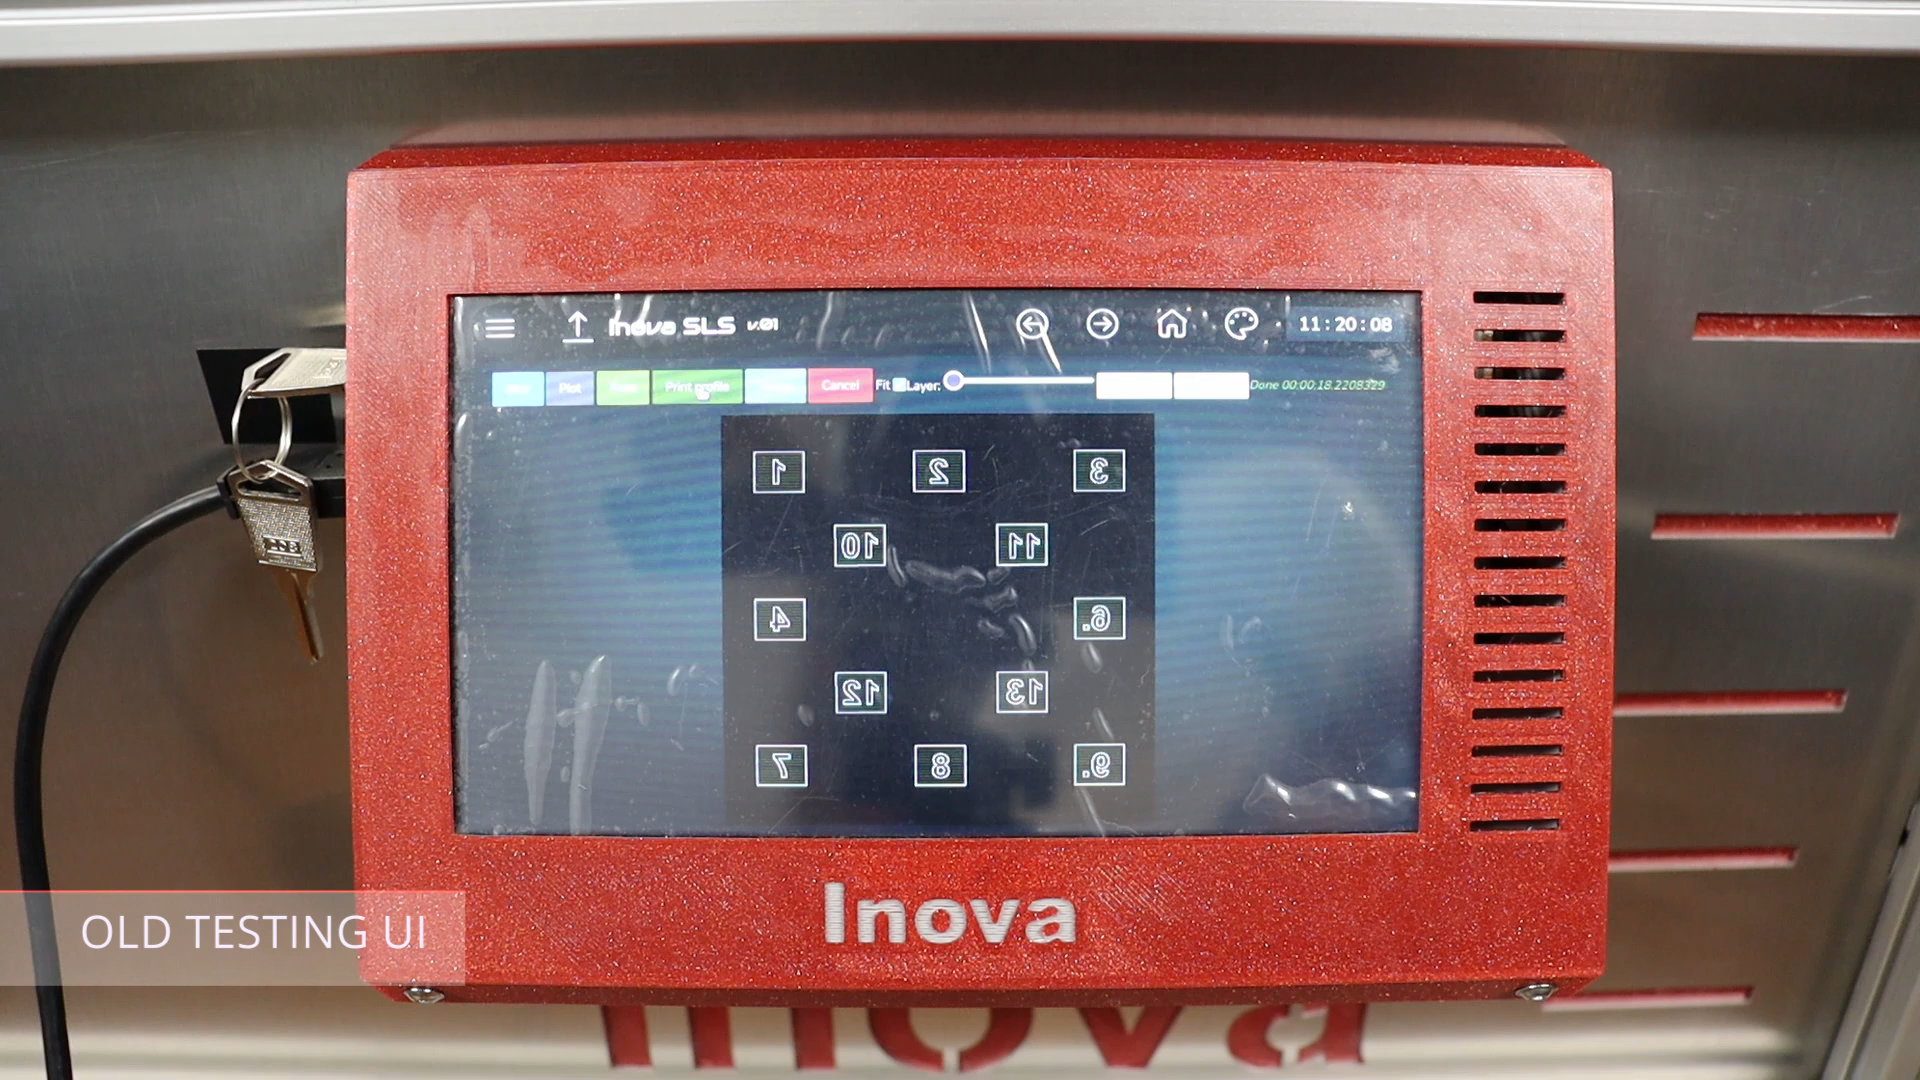 Inova SLS v.01
11:20:08
Plot Print profile Cancel Fit Layer: Done 00:00:18.2208329
1 2 3
10 11
4 6.
12 13
7 8 9.
Inova
OLD TESTING UI
Inova